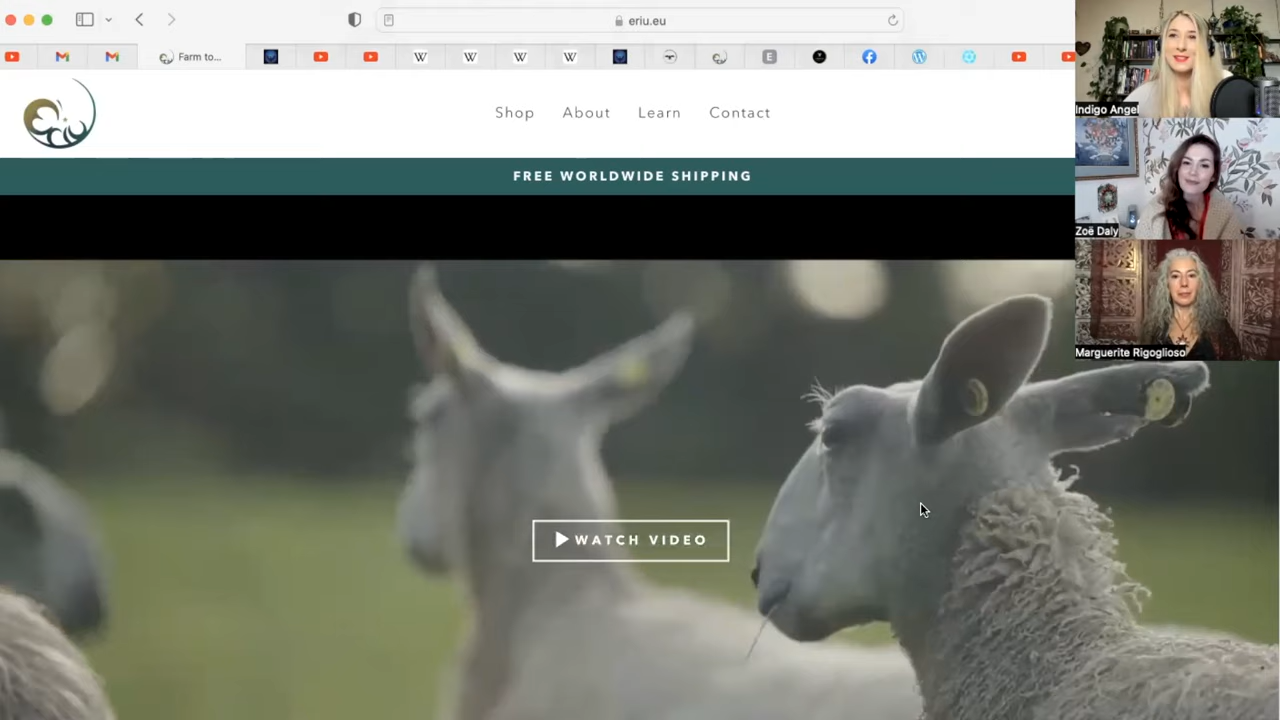 eriu.eu
Farm to...
Shop About Learn Contact
FREE WORLDWIDE SHIPPING
WATCH VIDEO
Indigo Angel
Zoë Daly
Marguerite Rigoglioso